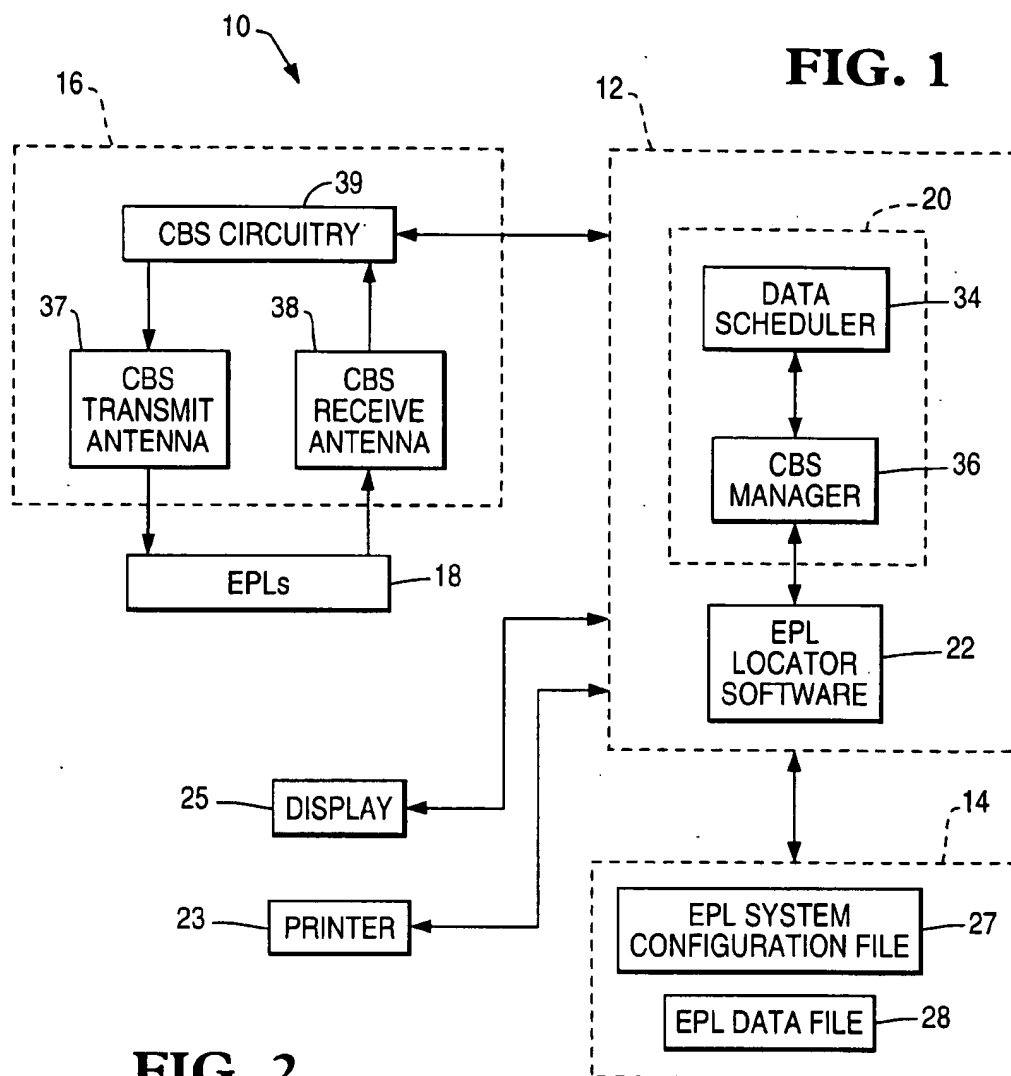 10
FIG. 1
16
12
39
CBS CIRCUITRY
20
37
38
DATA
SCHEDULER
34
CBS
TRANSMIT
ANTENNA
CBS
RECEIVE
ANTENNA
CBS
MANAGER
36
EPLs
18
EPL
LOCATOR
SOFTWARE
22
25
DISPLAY
14
23
PRINTER
EPL SYSTEM
CONFIGURATION FILE
27
EPL DATA FILE
28
FIG. 2